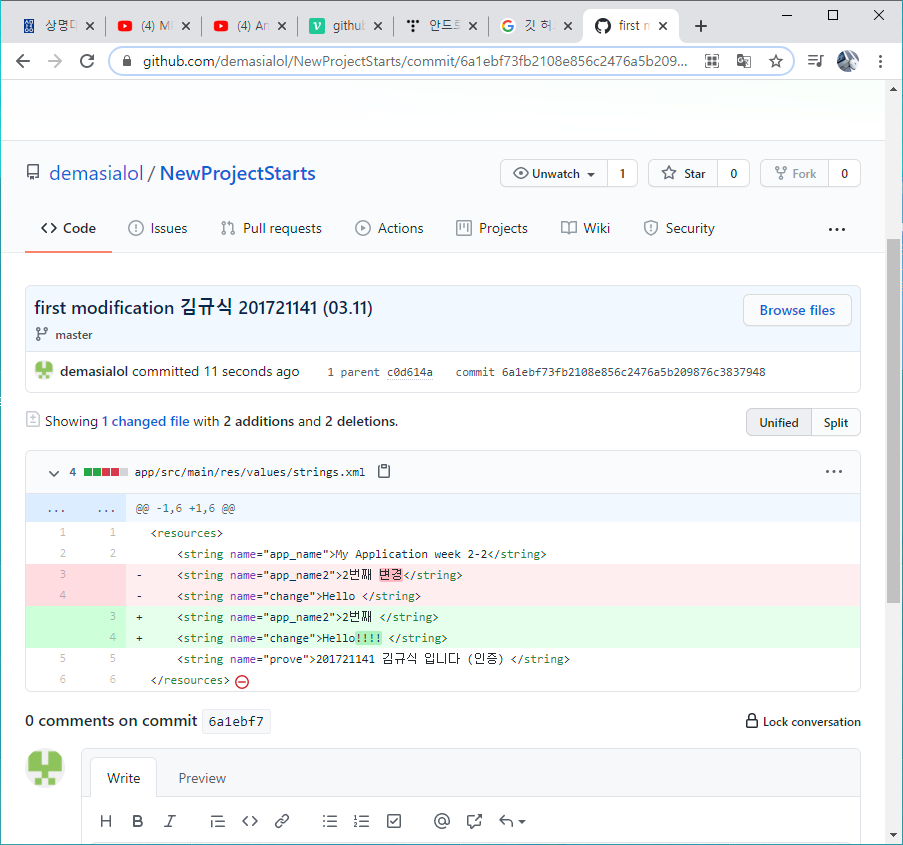 상명대
(4) M
(4) An
github
안드로
깃 허
first m
github.com/demasialol/NewProjectStarts/commit/6a1ebf73fb2108e856c2476a5b209...
demasialol / NewProjectStarts
Unwatch 1
Star 0
Fork 0
Code
Issues
Pull requests
Actions
Projects
Wiki
Security
first modification 김규식 201721141 (03.11)
Browse files
master
demasialol committed 11 seconds ago
1 parent c0d614a
commit 6a1ebf73fb2108e856c2476a5b209876c3837948
Showing 1 changed file with 2 additions and 2 deletions.
Unified
Split
4 app/src/main/res/values/strings.xml
... ... @@ -1,6 +1,6 @@
1 1 <resources>
2 2 <string name="app_name">My Application week 2-2</string>
3 - <string name="app_name2">2번째 변경</string>
4 - <string name="change">Hello </string>
3 + <string name="app_name2">2번째 </string>
4 + <string name="change">Hello!!!! </string>
5 5 <string name="prove">201721141 김규식 입니다 (인증) </string>
6 6 </resources>
0 comments on commit 6a1ebf7
Lock conversation
Write
Preview
H B I